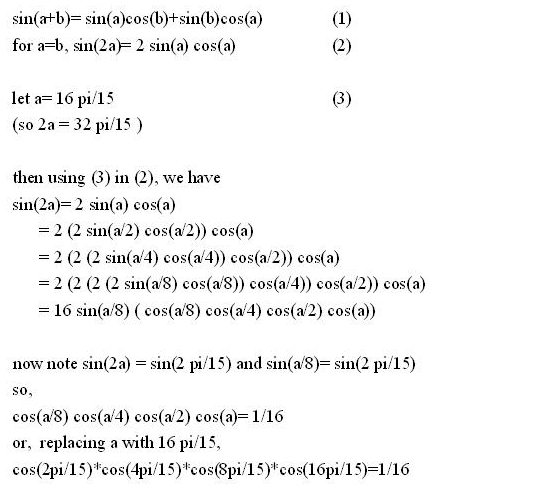 sin(a+b)= sin(a)cos(b)+sin(b)cos(a) (1)
for a=b, sin(2a)= 2 sin(a) cos(a) (2)
let a= 16 pi/15 (3)
(so 2a = 32 pi/15 )
then using (3) in (2), we have
sin(2a)= 2 sin(a) cos(a)
= 2 (2 sin(a/2) cos(a/2)) cos(a)
= 2 (2 (2 sin(a/4) cos(a/4)) cos(a/2)) cos(a)
= 2 (2 (2 (2 sin(a/8) cos(a/8)) cos(a/4)) cos(a/2)) cos(a)
= 16 sin(a/8) ( cos(a/8) cos(a/4) cos(a/2) cos(a))
now note sin(2a) = sin(2 pi/15) and sin(a/8)= sin(2 pi/15)
so,
cos(a/8) cos(a/4) cos(a/2) cos(a)= 1/16
or, replacing a with 16 pi/15,
cos(2pi/15)*cos(4pi/15)*cos(8pi/15)*cos(16pi/15)=1/16